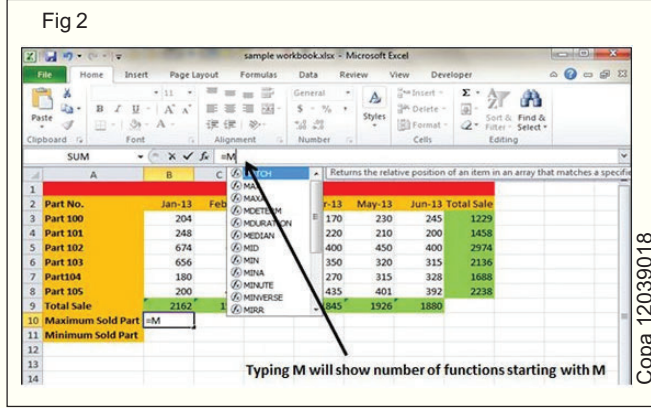 Fig 2
sample workbook.xlsx - Microsoft Excel
File Home Insert Page Layout Formulas Data Review View Developer
Paste
B I U
11
A A
General
$ - % ,
Styles
Insert
Delete
Format
Σ
Sort & Filter
Find & Select
Clipboard Font Alignment Number Cells Editing
SUM fx =M
MATCH Returns the relative position of an item in an array that matches a specifie
A B C
1
2 Part No. Jan-13 Feb r-13 May-13 Jun-13 Total Sale
3 Part 100 204 170 230 245 1229
4 Part 101 248 220 210 200 1458
5 Part 102 674 400 450 400 2974
6 Part 103 656 350 320 315 2136
7 Part104 180 270 315 328 1688
8 Part 105 200 435 401 392 2238
9 Total Sale 2162 1 1845 1926 1880
10 Maximum Sold Part =M
11 Minimum Sold Part
12
13
14
MAX
MAXA
MDETERM
MDURATION
MEDIAN
MID
MIN
MINA
MINUTE
MINVERSE
MIRR
Typing M will show number of functions starting with M
Copa 12039018